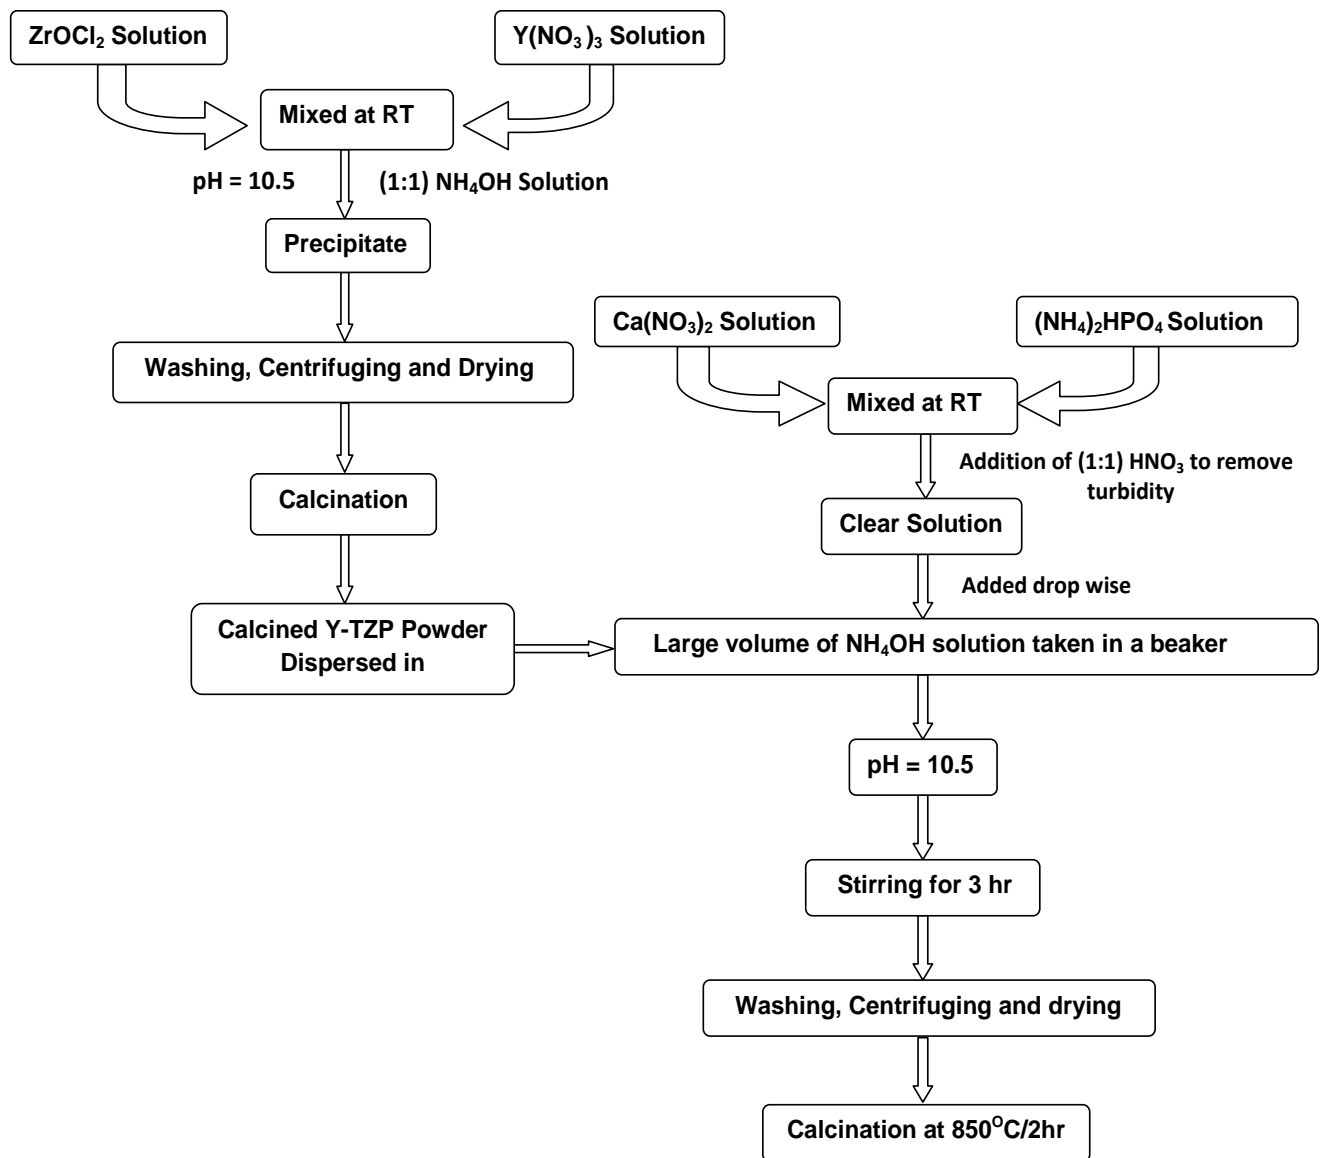 ZrOCl₂ Solution
Y(NO₃)₃ Solution
Mixed at RT
pH = 10.5
(1:1) NH₄OH Solution
Precipitate
Washing, Centrifuging and Drying
Calcination
Calcined Y-TZP Powder
Dispersed in
Ca(NO₃)₂ Solution
(NH₄)₂HPO₄ Solution
Mixed at RT
Addition of (1:1) HNO₃ to remove
turbidity
Clear Solution
Added drop wise
Large volume of NH₄OH solution taken in a beaker
pH = 10.5
Stirring for 3 hr
Washing, Centrifuging and drying
Calcination at 850ᴼC/2hr